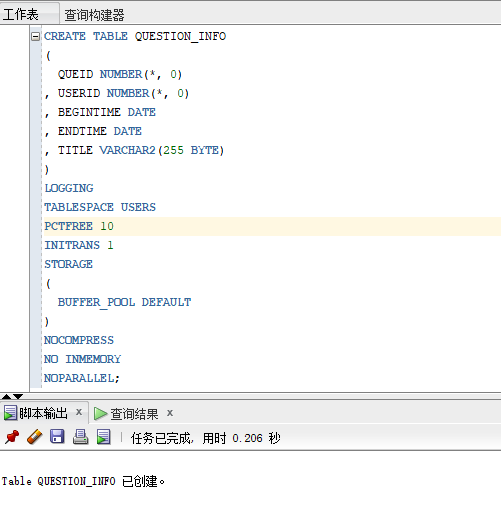 工作表 查询构建器
CREATE TABLE QUESTION_INFO
(
QUEID NUMBER(*, 0)
, USERID NUMBER(*, 0)
, BEGINTIME DATE
, ENDTIME DATE
, TITLE VARCHAR2(255 BYTE)
)
LOGGING
TABLESPACE USERS
PCTFREE 10
INITRANS 1
STORAGE
(
BUFFER_POOL DEFAULT
)
NOCOMPRESS
NO INMEMORY
NOPARALLEL;
脚本输出 x 查询结果 x
任务已完成, 用时 0.206 秒
Table QUESTION_INFO 已创建。